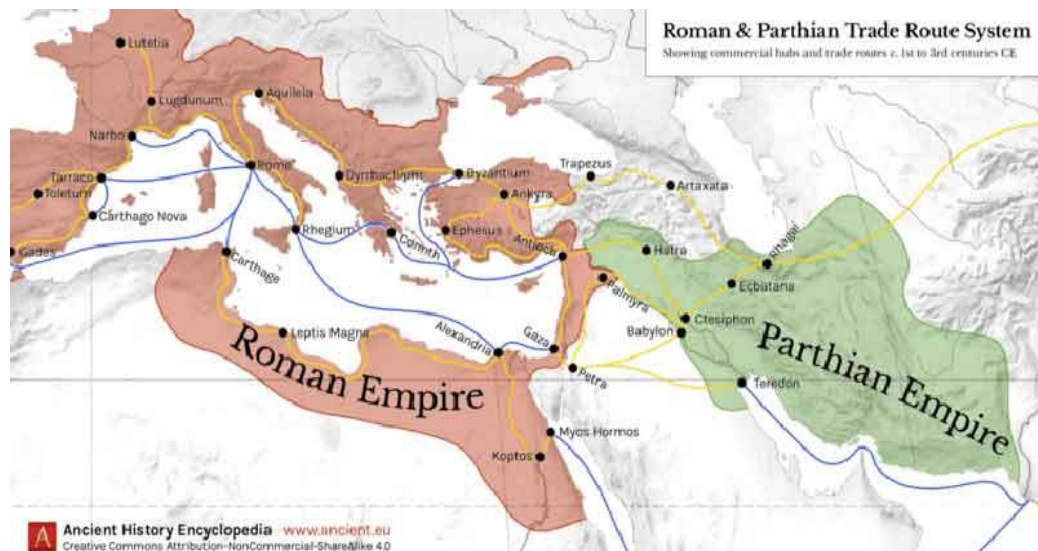 Roman & Parthian Trade Route System
Showing commercial hubs and trade routes c. 1st to 3rd centuries CE
Lutetia
Lugdunum
Aquileia
Narbo
Tarraco
Toletum
Carthago Nova
Gades
Rome
Dyrrhachium
Byzantium
Ankyra
Trapezus
Artaxata
Rhegium
Corinth
Ephesus
Antioch
Hatra
Rhagai
Ecbatana
Carthage
Palmyra
Ctesiphon
Babylon
Leptis Magna
Alexandria
Gaza
Petra
Teredon
Roman Empire
Parthian Empire
Myos Hormos
Koptos
Ancient History Encyclopedia www.ancient.eu
Creative Commons Attribution-NonCommercial-ShareAlike 4.0